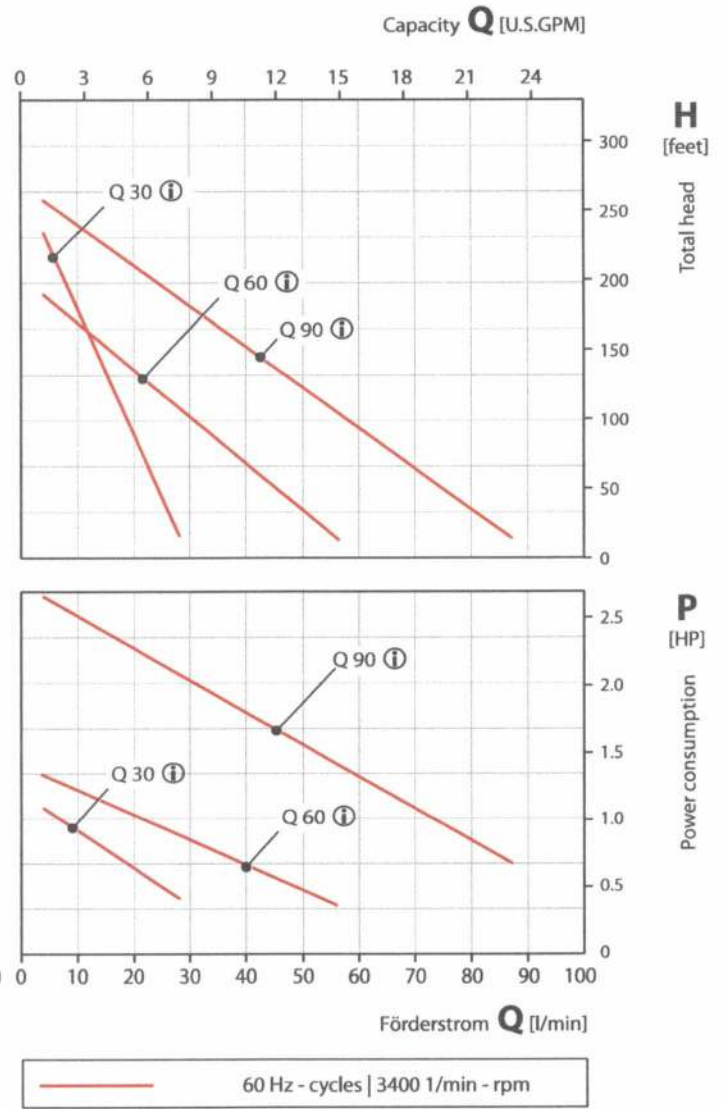 Capacity Q [U.S.GPM]
0 3 6 9 12 15 18 21 24
H
[feet]
Total head
300
250
200
150
100
50
0
Q 30 ⓘ
Q 60 ⓘ
Q 90 ⓘ
P
[HP]
Power consumption
2.5
2.0
1.5
1.0
0.5
0
Q 90 ⓘ
Q 30 ⓘ
Q 60 ⓘ
0 10 20 30 40 50 60 70 80 90 100
Förderstrom Q [l/min]
60 Hz - cycles | 3400 1/min - rpm